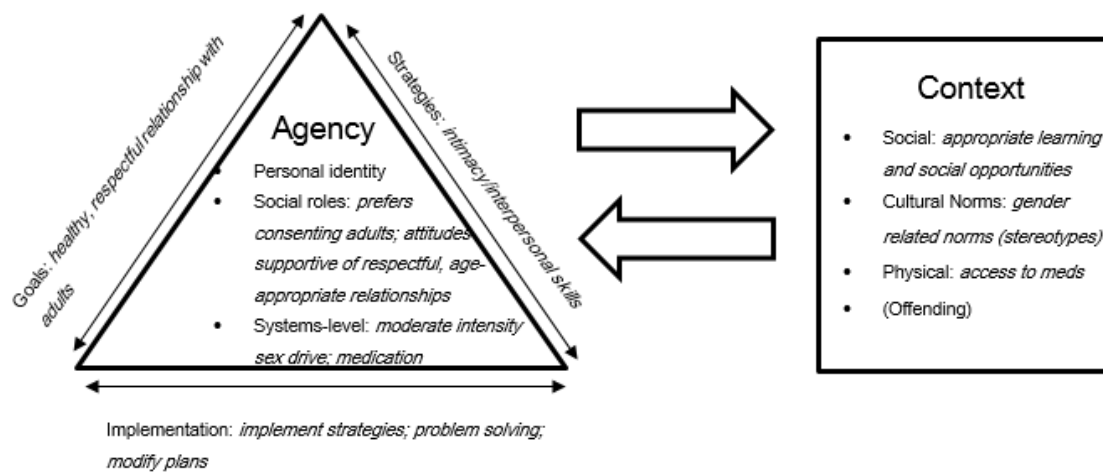 Goals: healthy, respectful relationship with
adults
Strategies: intimacy/interpersonal skills
Agency
• Personal identity
• Social roles: prefers
consenting adults; attitudes
supportive of respectful, age-
appropriate relationships
• Systems-level: moderate intensity
sex drive; medication
Implementation: implement strategies; problem solving;
modify plans
Context
• Social: appropriate learning
and social opportunities
• Cultural Norms: gender
related norms (stereotypes)
• Physical: access to meds
• (Offending)